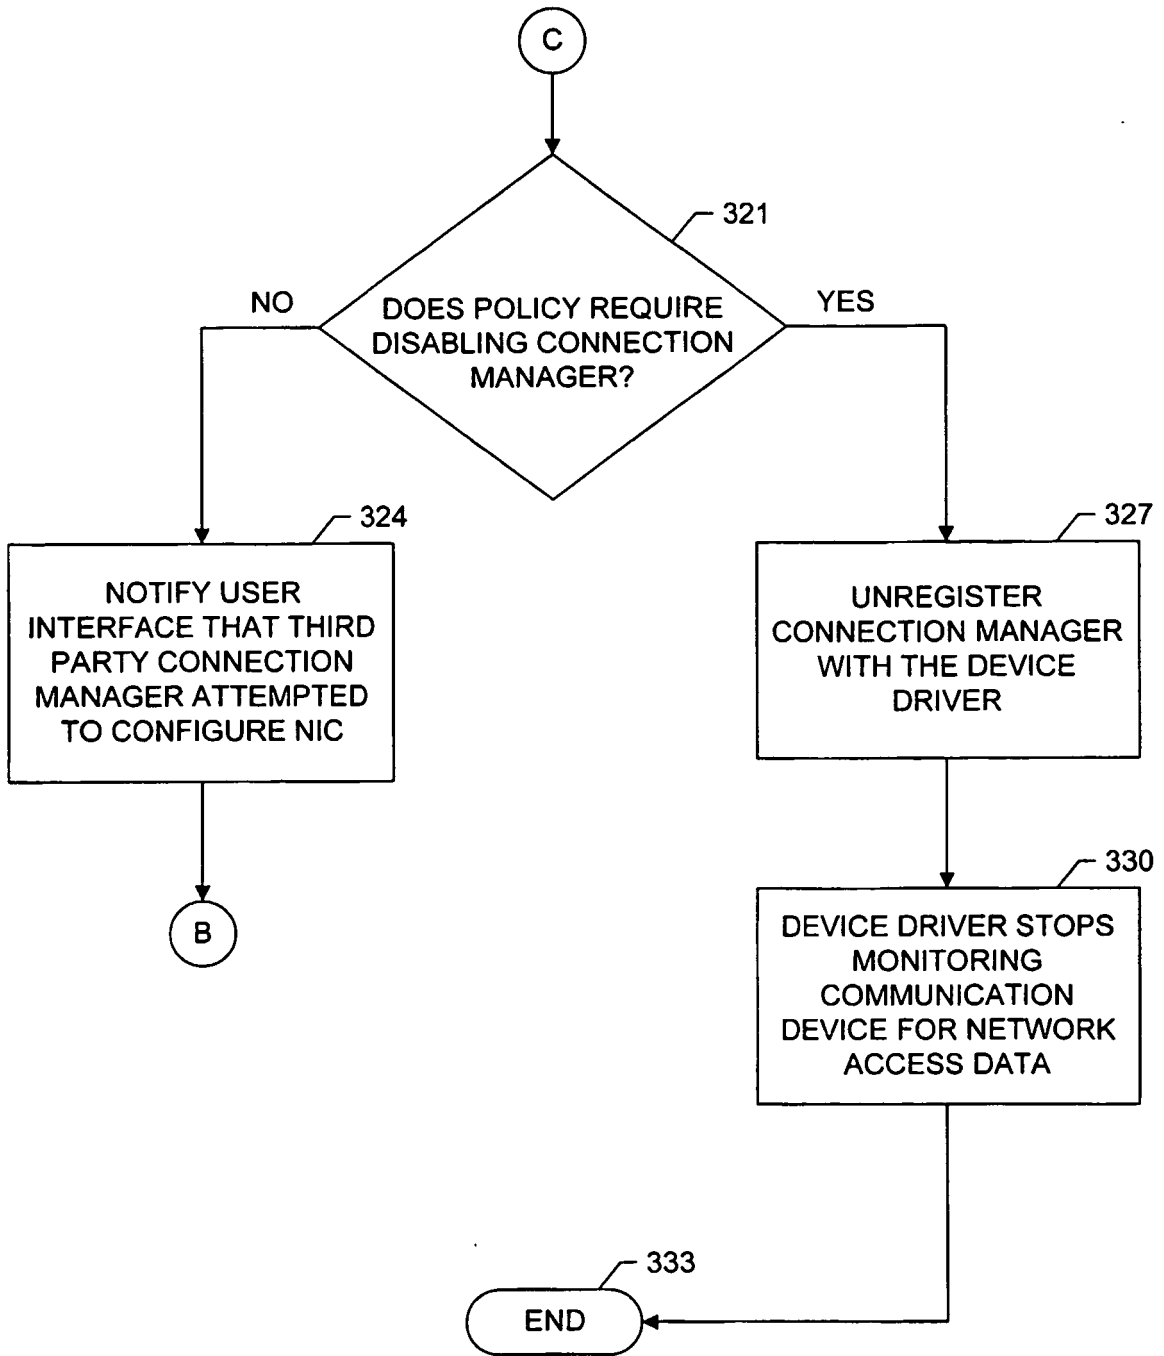 C
321
DOES POLICY REQUIRE
DISABLING CONNECTION
MANAGER?
NO
YES
324
NOTIFY USER
INTERFACE THAT THIRD
PARTY CONNECTION
MANAGER ATTEMPTED
TO CONFIGURE NIC
B
327
UNREGISTER
CONNECTION MANAGER
WITH THE DEVICE
DRIVER
330
DEVICE DRIVER STOPS
MONITORING
COMMUNICATION
DEVICE FOR NETWORK
ACCESS DATA
333
END